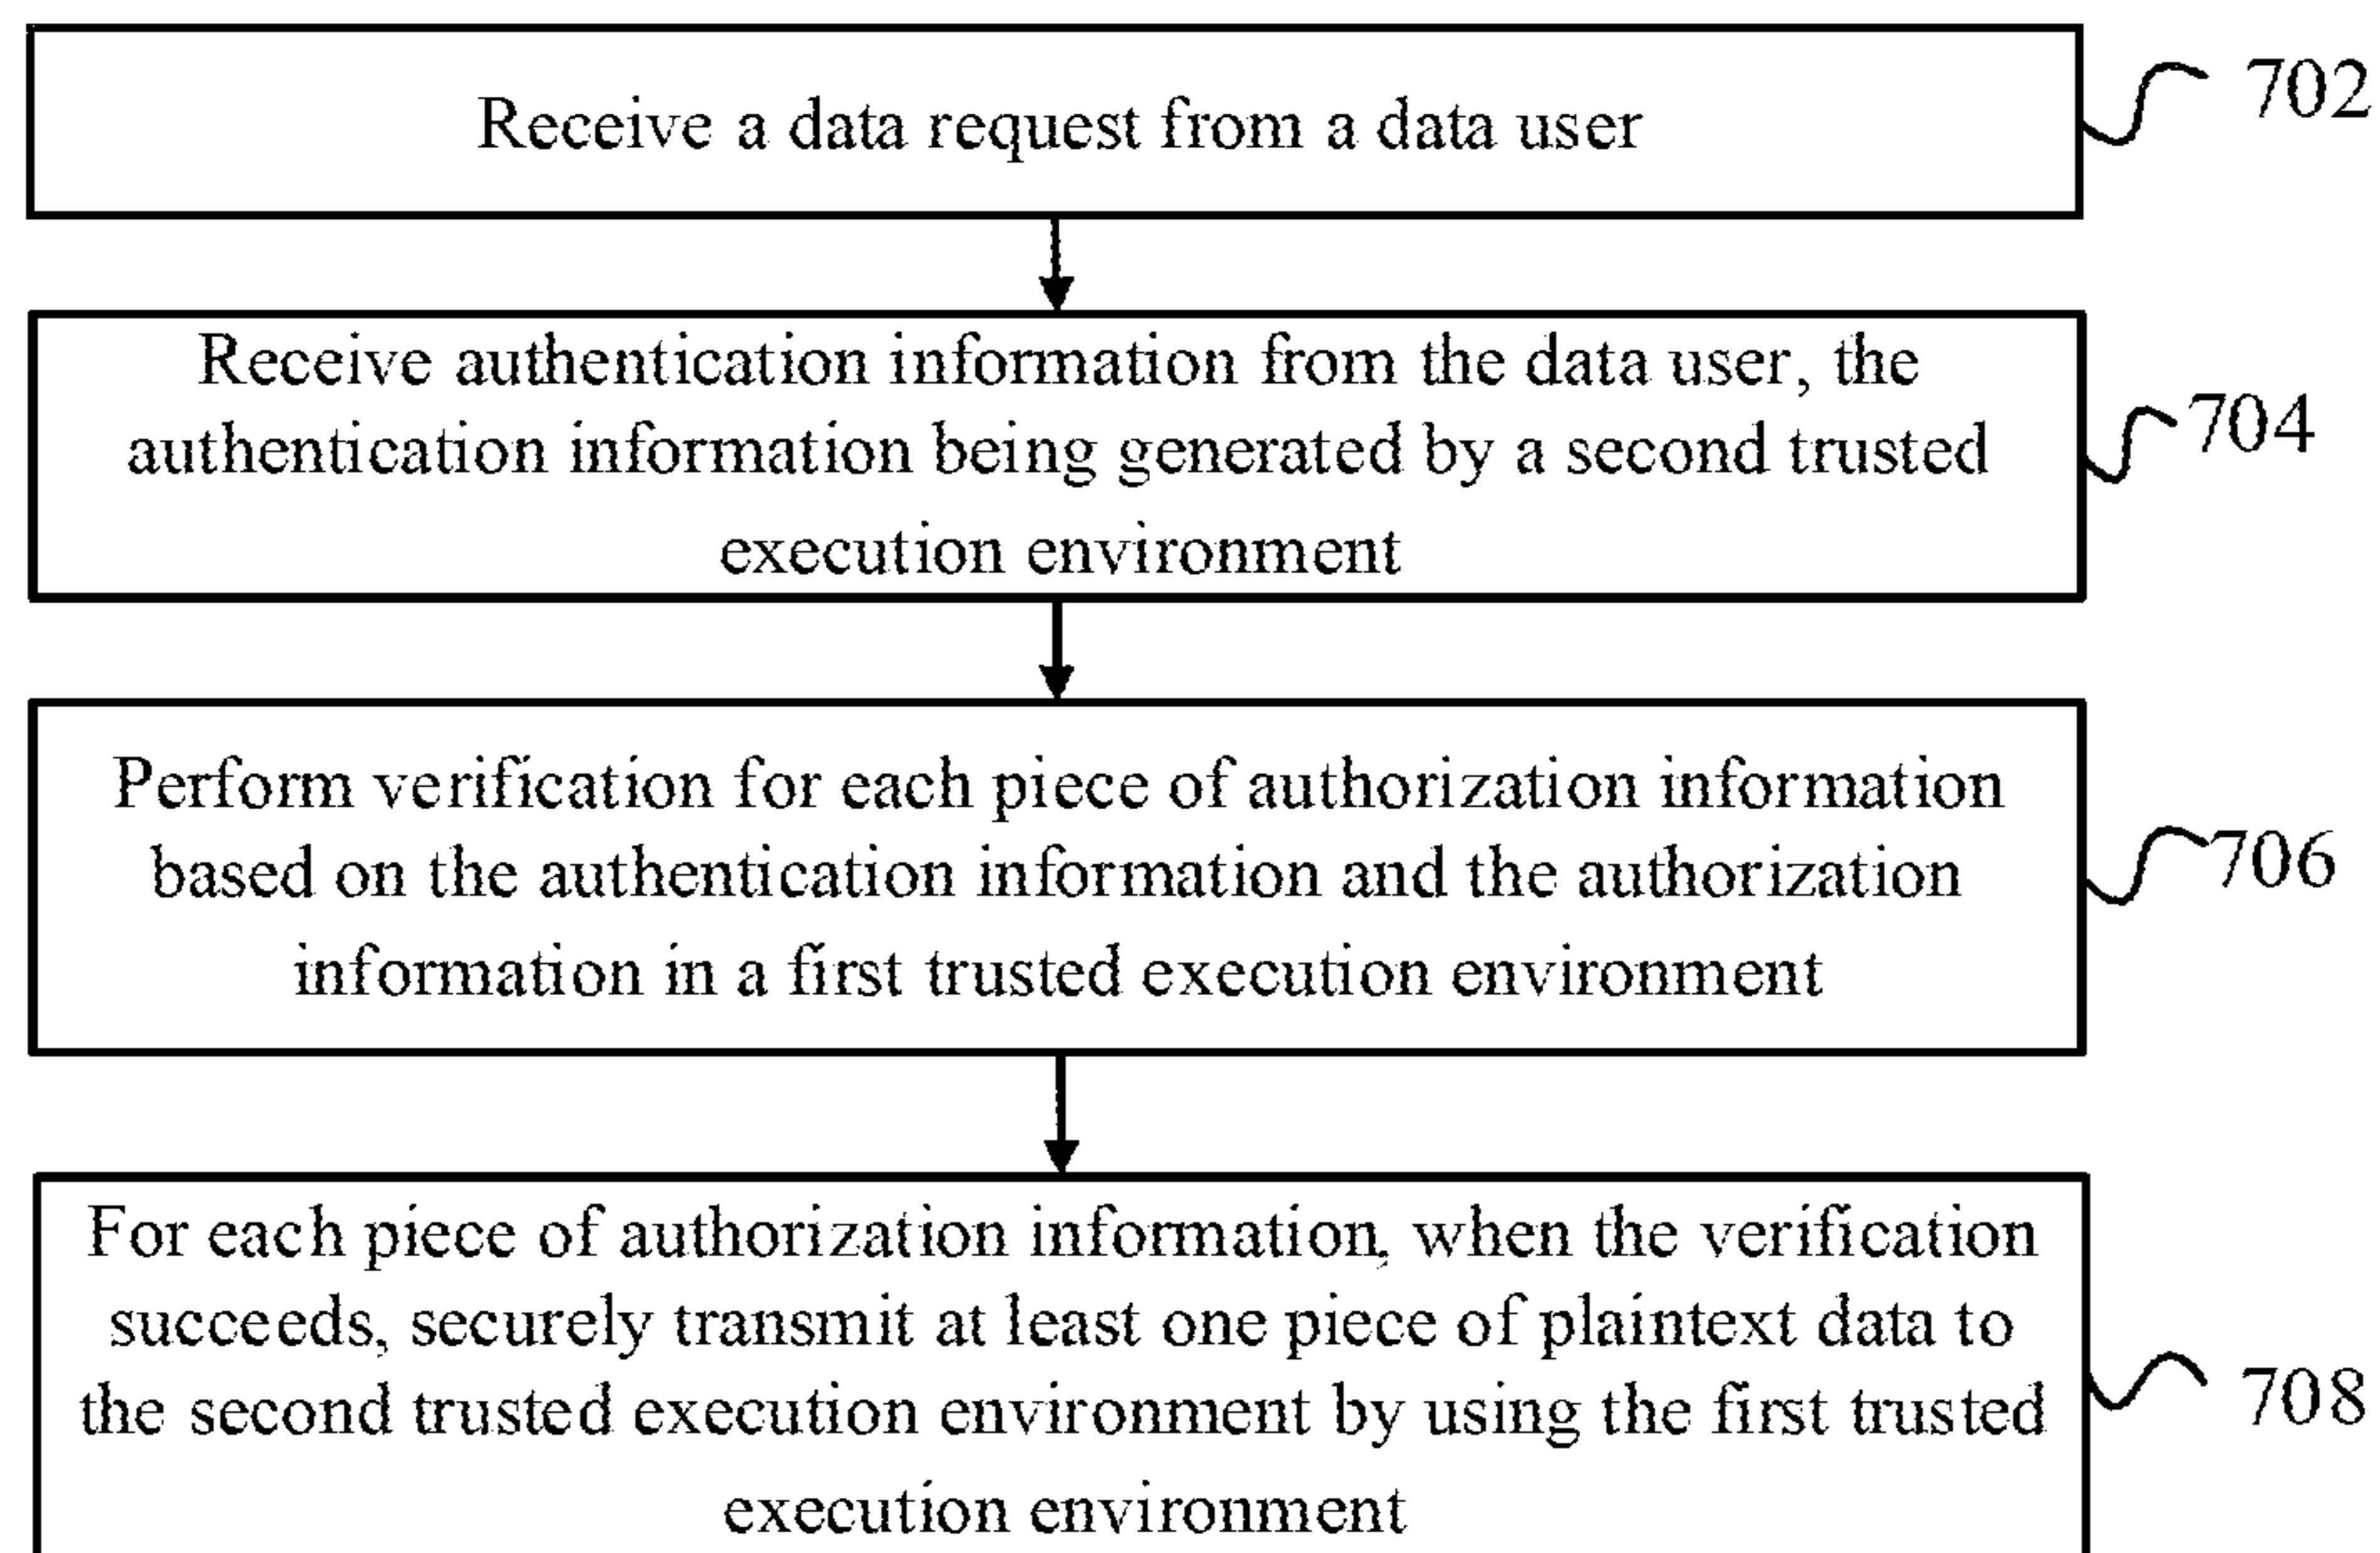 Receive a data request from a data user
702
Receive authentication information from the data user, the
authentication information being generated by a second trusted
execution environment
704
Perform verification for each piece of authorization information
based on the authentication information and the authorization
information in a first trusted execution environment
706
For each piece of authorization information, when the verification
succeeds, securely transmit at least one piece of plaintext data to
the second trusted execution environment by using the first trusted
execution environment
708